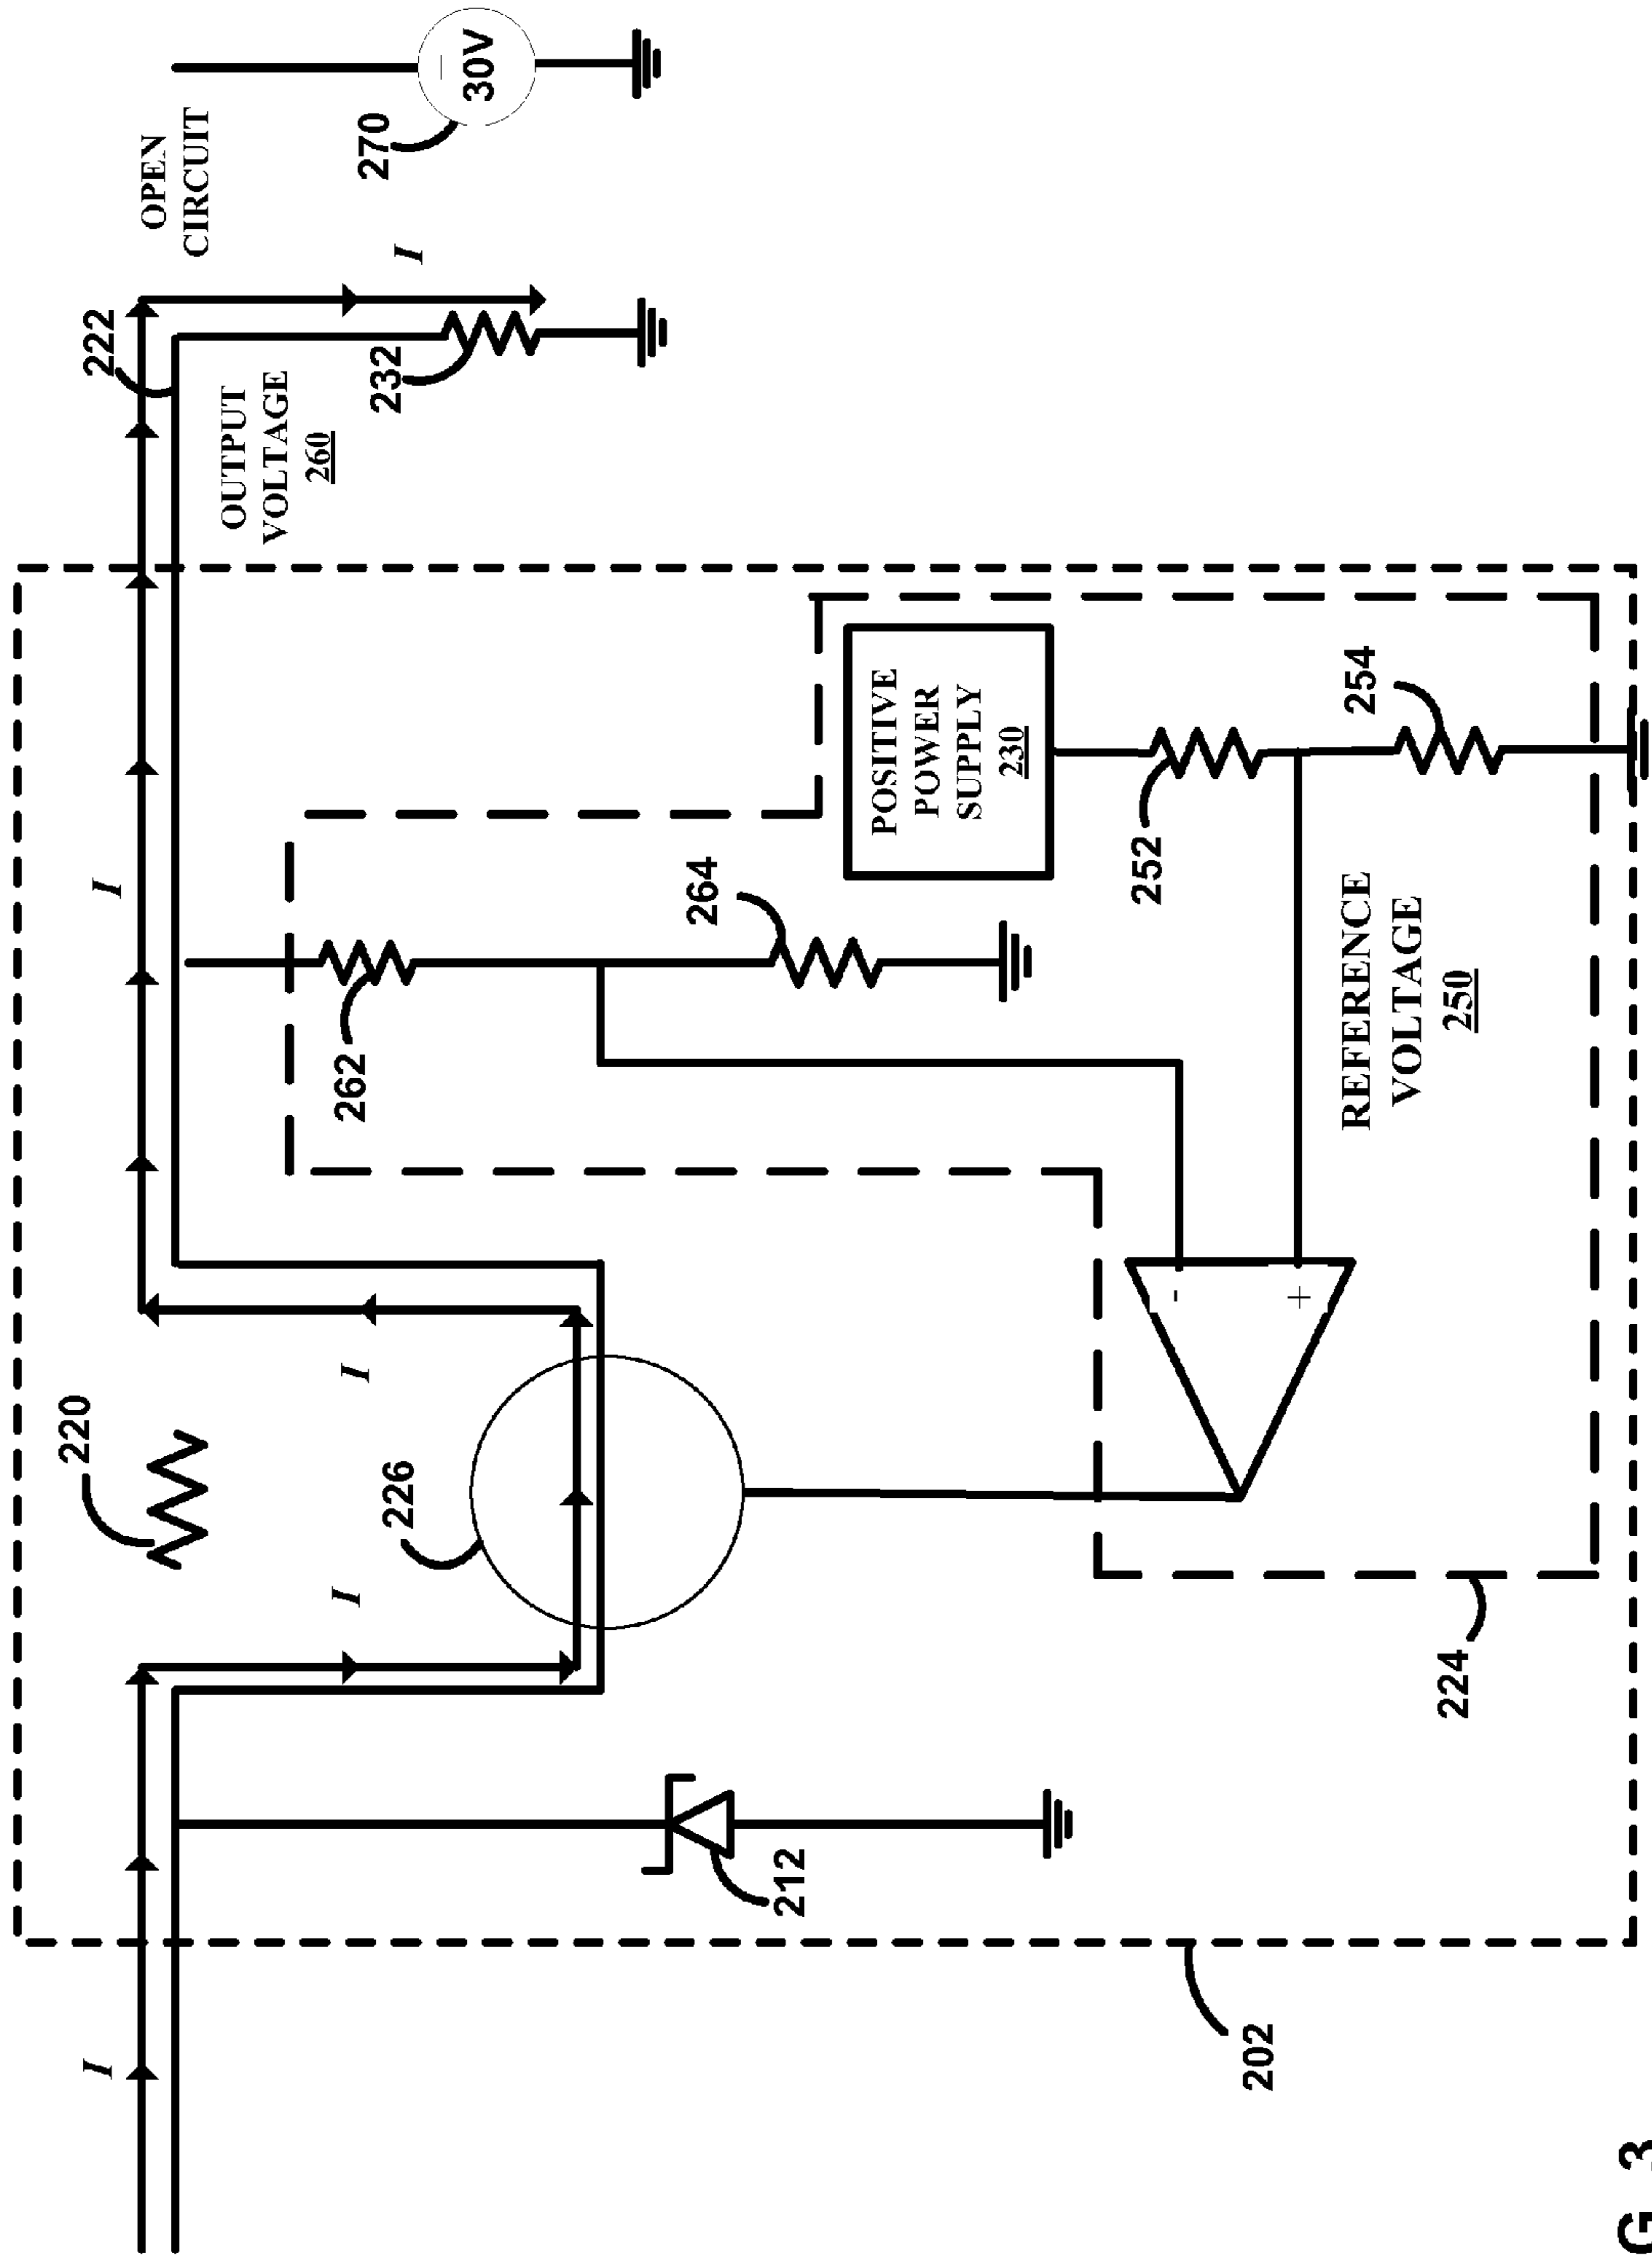 I
I
220
I
I
222
OPEN
CIRCUIT
226
262
OUTPUT
VOLTAGE
260
232
I
270
-
30V
212
264
POSITIVE
POWER
SUPPLY
230
202
224
-
+
REFERENCE
VOLTAGE
250
252
254
G. 3